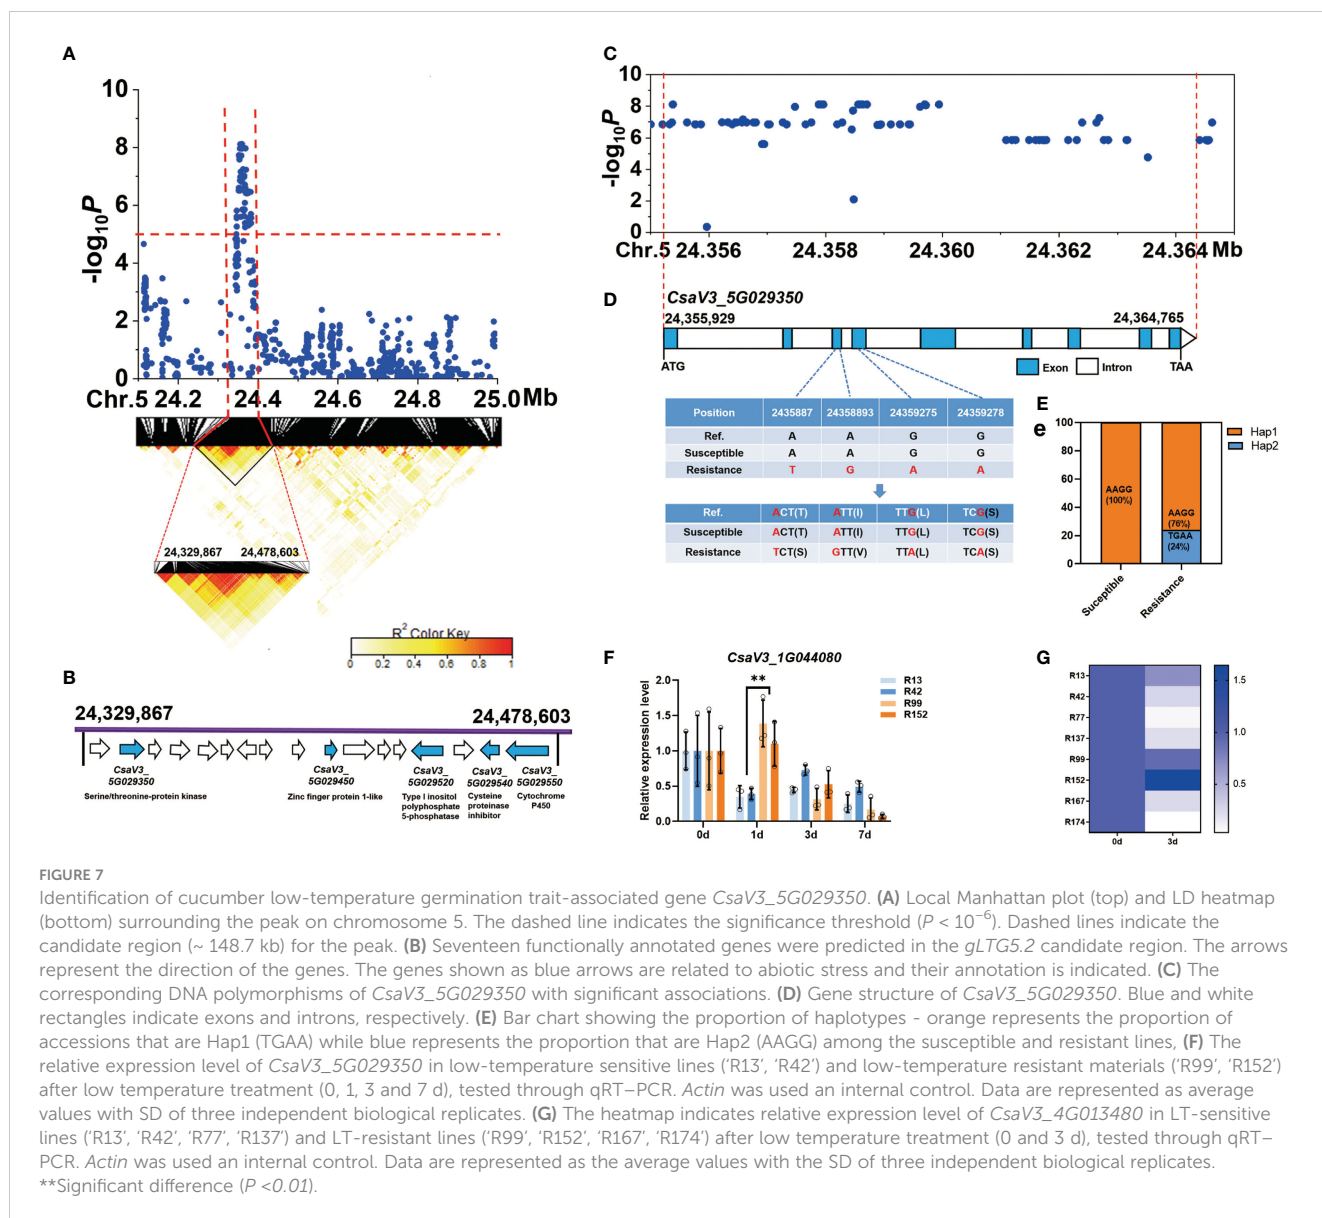 A
10
8
6
4
2
0
-log10P
Chr.5 24.2 24.4 24.6 24.8 25.0 Mb
24,329,867 24,478,603
R2 Color Key
0 0.2 0.4 0.6 0.8 1
B
24,329,867 24,478,603
CsaV3_ CsaV3_ CsaV3_ CsaV3_ CsaV3_
5G029350 5G029450 5G029520 5G029540 5G029550
Serine/threonine-protein kinase Zinc finger protein 1-like Type I inositol Cysteine Cytochrome
polyphosphate proteinase P450
5-phosphatase inhibitor
C
10
8
6
4
2
0
-log10P
Chr.5 24.356 24.358 24.360 24.362 24.364 Mb
D
CsaV3_5G029350
24,355,929 24,364,765
ATG TAA
Exon Intron
Position 2435887 24358893 24359275 24359278
Ref. A A G G
Susceptible A A G G
Resistance T G A A
Ref. ACT(T) ATT(I) TTG(L) TCG(S)
Susceptible ACT(T) ATT(I) TTG(L) TCG(S)
Resistance TCT(S) GTT(V) TTA(L) TCA(S)
E
e
100
80
60
40
20
0
Hap1
Hap2
AAGG
(100%)
AAGG
(76%)
TGAA
(24%)
Suceptible
Resistance
F
CsaV3_1G044080
Relative expression level
2.0
1.5
1.0
0.5
0.0
**
R13
R42
R99
R152
0d 1d 3d 7d
G
R13
R42
R77
R137
R99
R152
R167
R174
0d 3d
1.5
1.0
0.5
FIGURE 7
Identification of cucumber low-temperature germination trait-associated gene CsaV3_5G029350. (A) Local Manhattan plot (top) and LD heatmap
(bottom) surrounding the peak on chromosome 5. The dashed line indicates the significance threshold (P < 10−6). Dashed lines indicate the
candidate region (~ 148.7 kb) for the peak. (B) Seventeen functionally annotated genes were predicted in the gLTG5.2 candidate region. The arrows
represent the direction of the genes. The genes shown as blue arrows are related to abiotic stress and their annotation is indicated. (C) The
corresponding DNA polymorphisms of CsaV3_5G029350 with significant associations. (D) Gene structure of CsaV3_5G029350. Blue and white
rectangles indicate exons and introns, respectively. (E) Bar chart showing the proportion of haplotypes - orange represents the proportion of
accessions that are Hap1 (TGAA) while blue represents the proportion that are Hap2 (AAGG) among the susceptible and resistant lines, (F) The
relative expression level of CsaV3_5G029350 in low-temperature sensitive lines (‘R13’, ‘R42’) and low-temperature resistant materials (‘R99’, ‘R152’)
after low temperature treatment (0, 1, 3 and 7 d), tested through qRT–PCR. Actin was used an internal control. Data are represented as average
values with SD of three independent biological replicates. (G) The heatmap indicates relative expression level of CsaV3_4G013480 in LT-sensitive
lines (‘R13’, ‘R42’, ‘R77’, ‘R137’) and LT-resistant lines (‘R99’, ‘R152’, ‘R167’, ‘R174’) after low temperature treatment (0 and 3 d), tested through qRT–
PCR. Actin was used an internal control. Data are represented as the average values with the SD of three independent biological replicates.
**Significant difference (P <0.01).